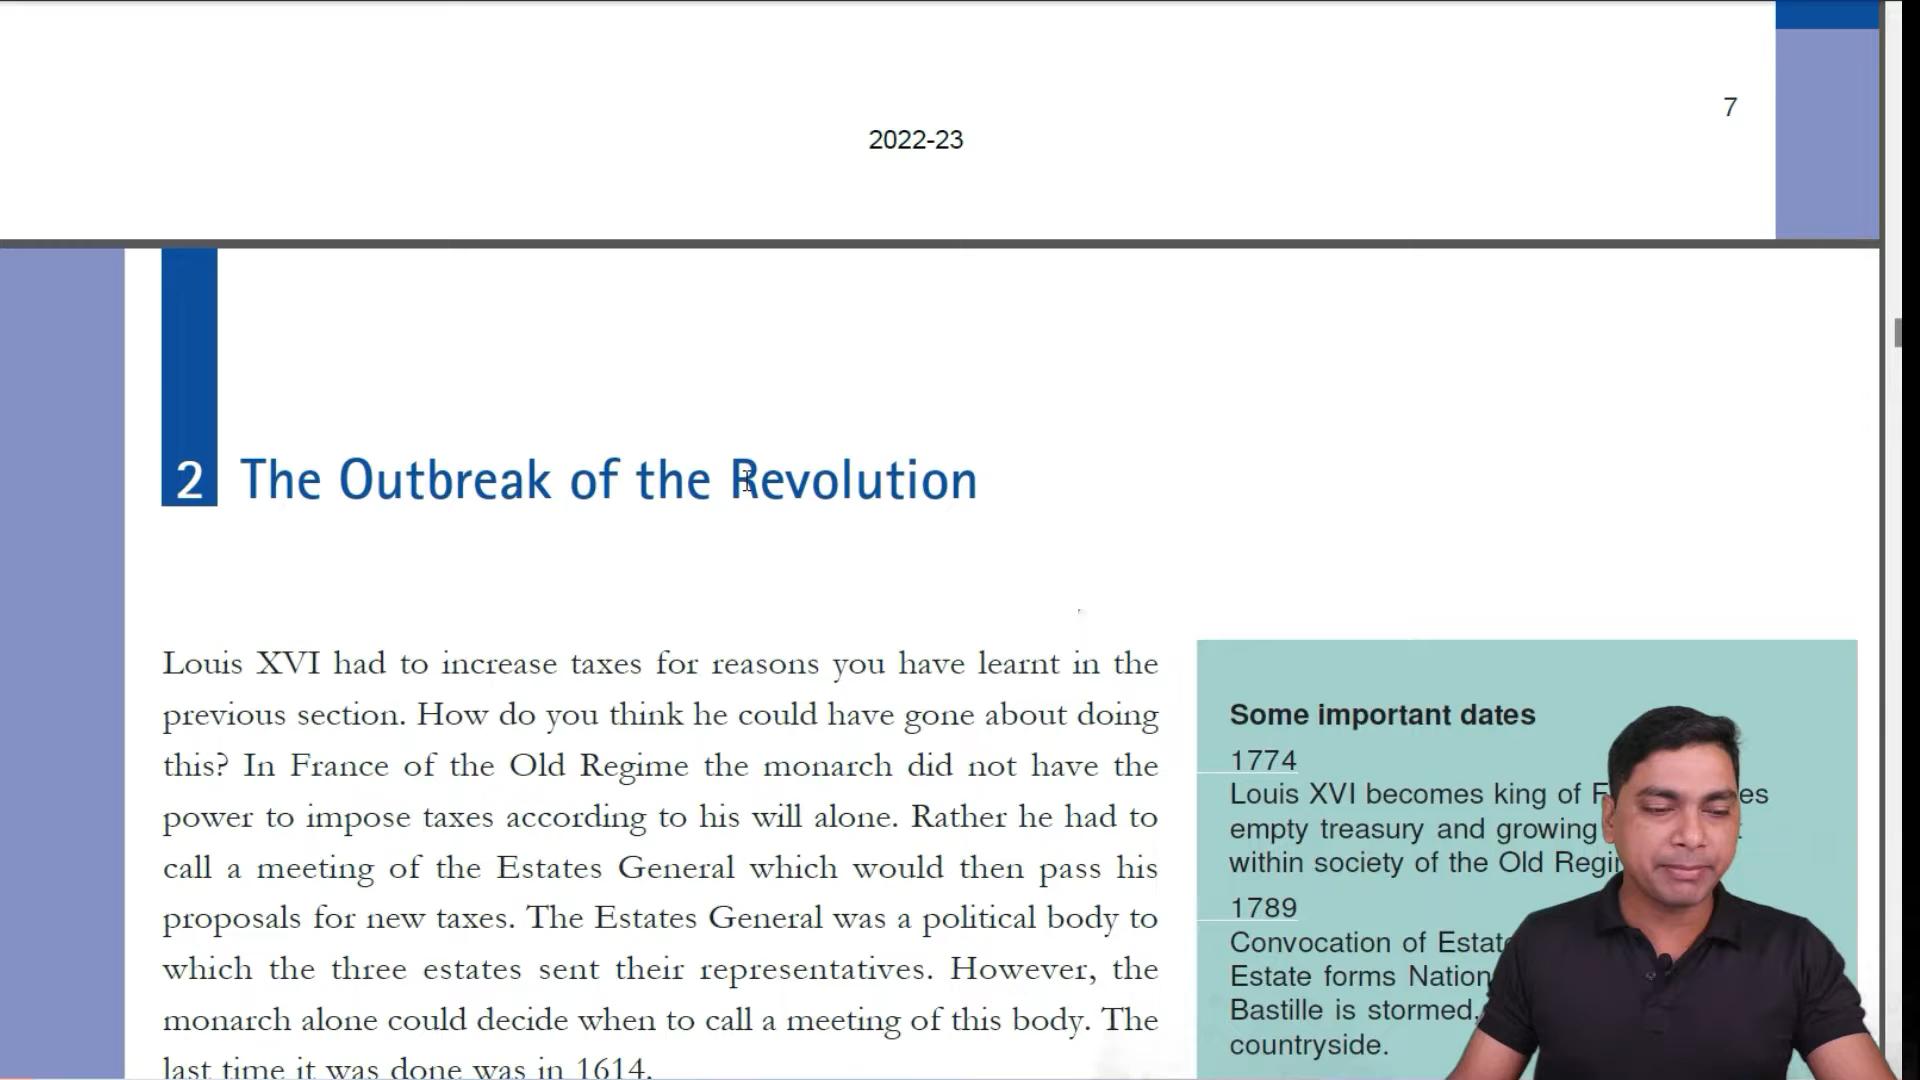 7
2022-23
2 The Outbreak of the Revolution
Louis XVI had to increase taxes for reasons you have learnt in the
previous section. How do you think he could have gone about doing
this? In France of the Old Regime the monarch did not have the
power to impose taxes according to his will alone. Rather he had to
call a meeting of the Estates General which would then pass his
proposals for new taxes. The Estates General was a political body to
which the three estates sent their representatives. However, the
monarch alone could decide when to call a meeting of this body. The
last time it was done was in 1614.
Some important dates
1774
Louis XVI becomes king of
empty treasury and growing
within society of the Old
1789
Convocation of
Estate forms
Bastille is stormed,
countryside.